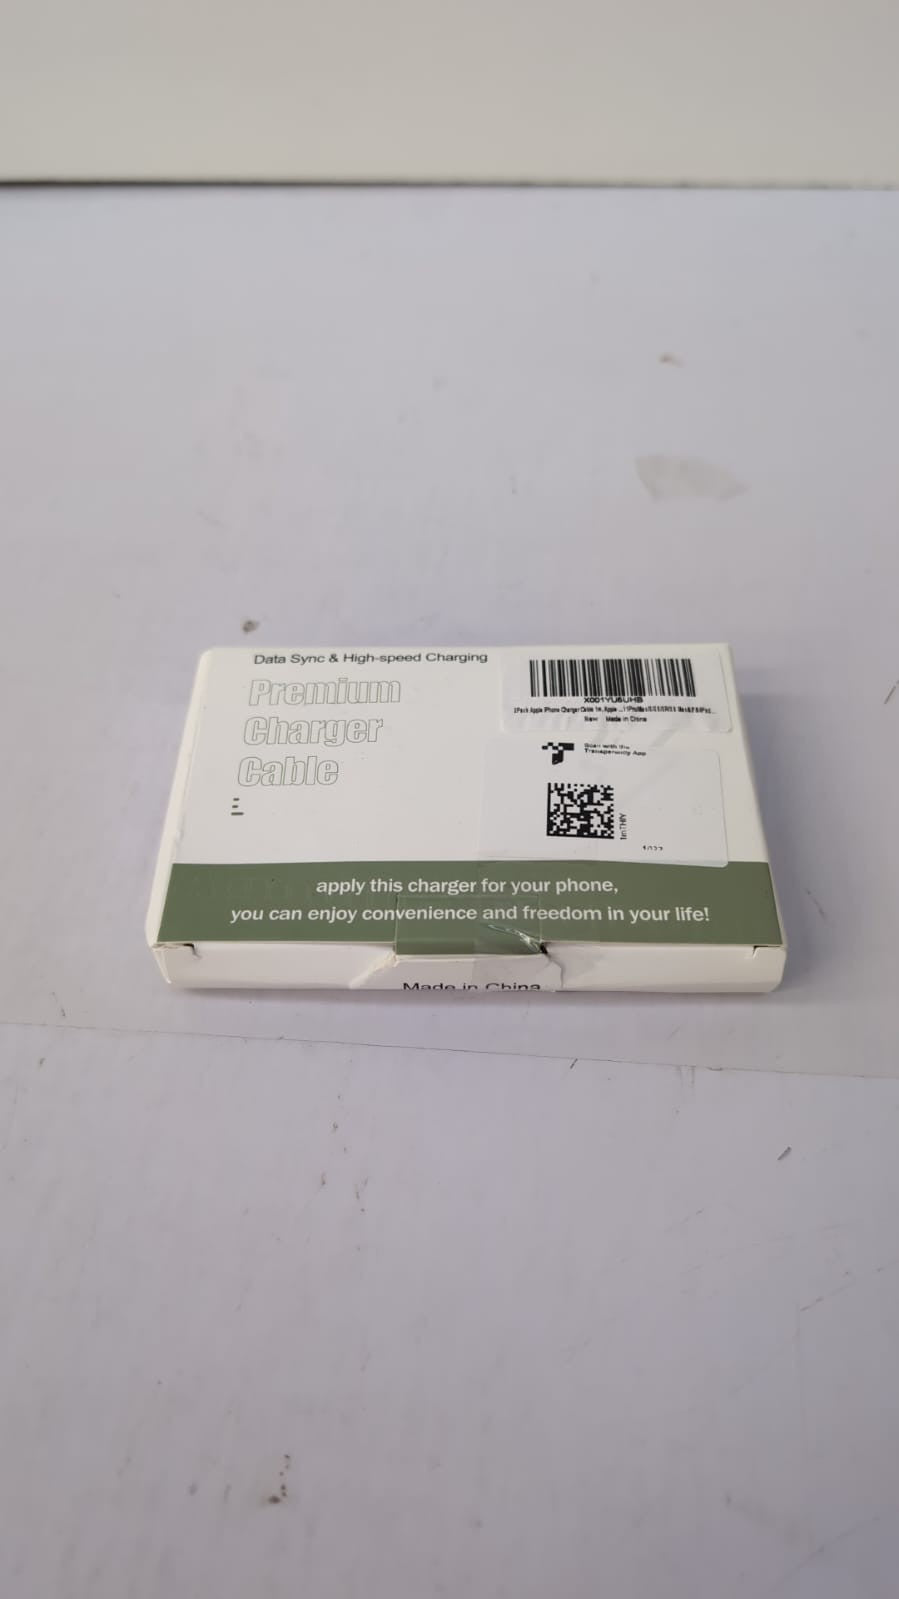 Data Sync & High-speed Charging
Premium
Charger
Cable
X001YU6UHB
New Made in China
Scan with the
Transparency App
apply this charger for your phone,
you can enjoy convenience and freedom in your life!
Made in China